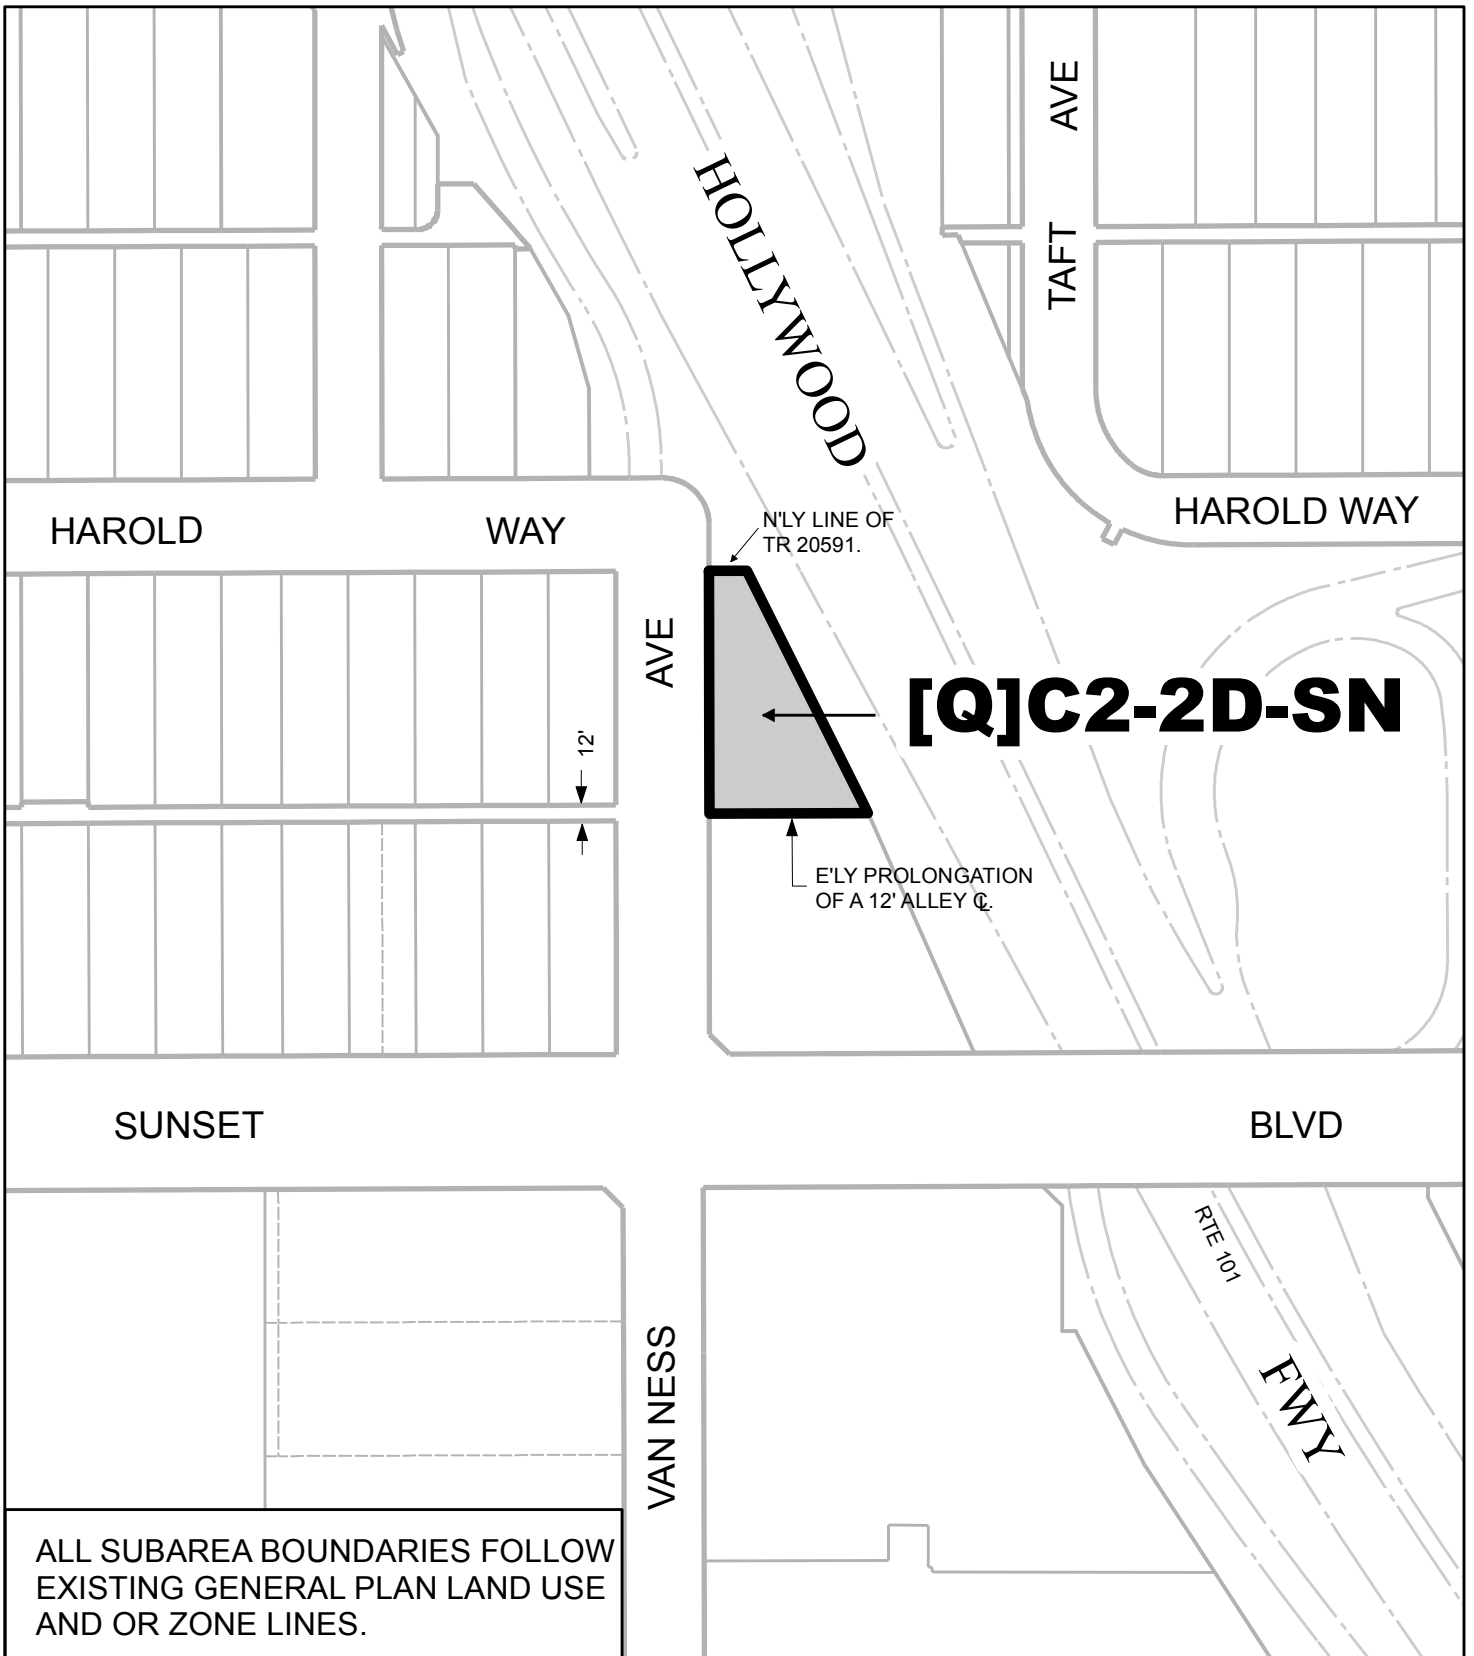 AVE
TAFT
HOLLYWOOD
HAROLD WAY
HAROLD WAY
N'LY LINE OF
TR 20591.
AVE
[Q]C2-2D-SN
12'
E'LY PROLONGATION
OF A 12' ALLEY ℄.
SUNSET BLVD
RTE 101
VAN NESS
FWY
ALL SUBAREA BOUNDARIES FOLLOW
EXISTING GENERAL PLAN LAND USE
AND OR ZONE LINES.